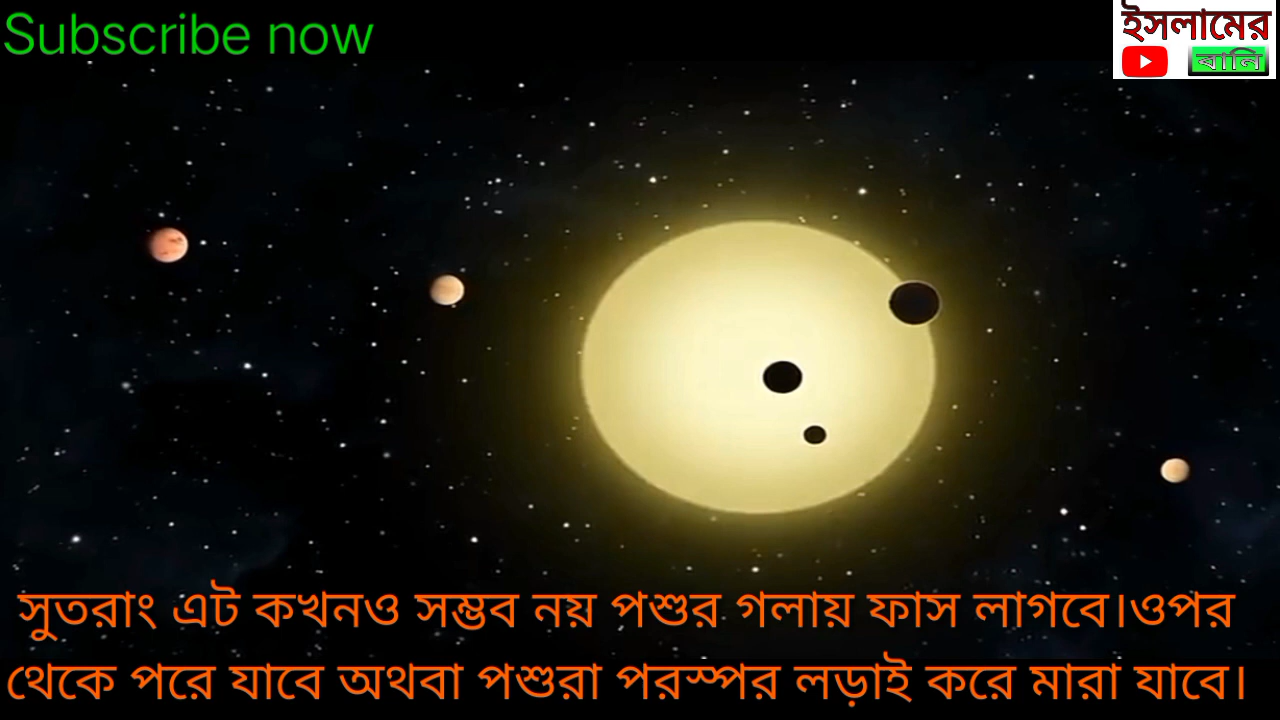 Subscribe now
ইসলামের
বানি
সুতরাং এট কখনও সম্ভব নয় পশুর গলায় ফাস লাগবে।ওপর
থেকে পরে যাবে অথবা পশুরা পরস্পর লড়াই করে মারা যাবে।